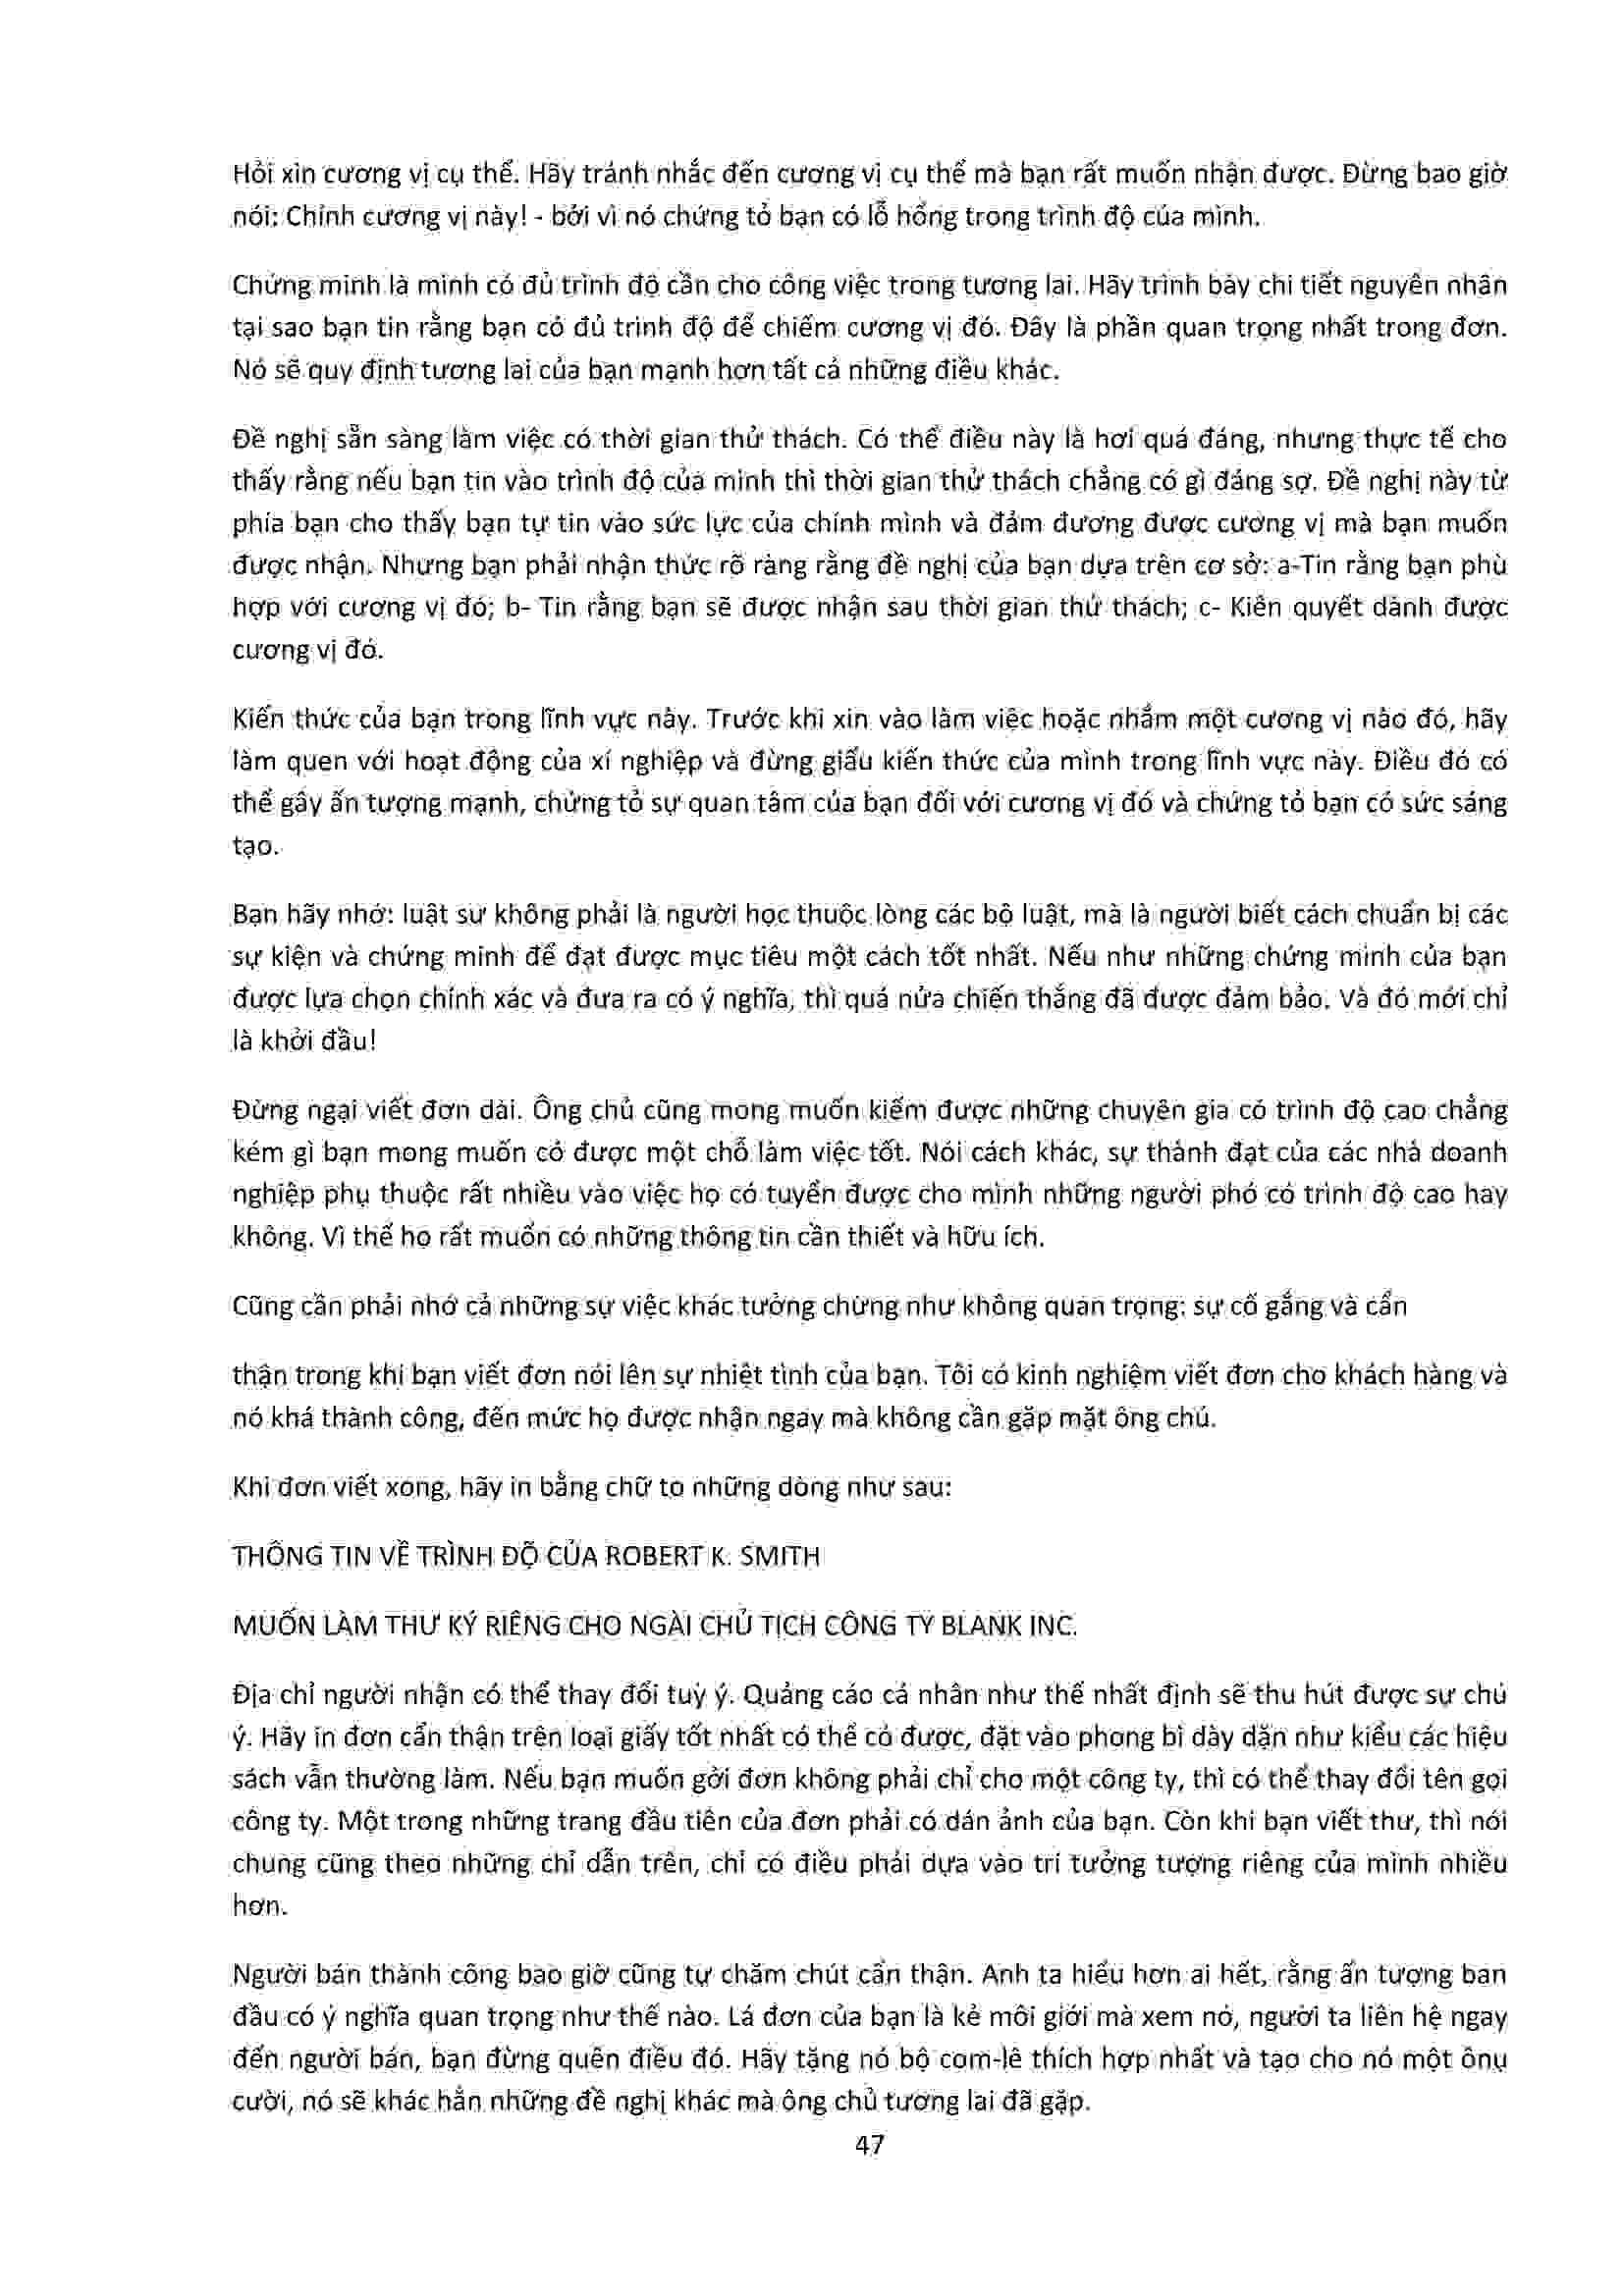 Hỏi xin cương vị cụ thể. Hãy tránh nhắc đến cương vị cụ thể mà bạn rất muốn nhận được. Đừng bao giờ
nói: Chính cương vị này! - bởi vì nó chứng tỏ bạn có lỗ hổng trong trình độ của mình.
Chứng minh là mình có đủ trình độ cần cho công việc trong tương lai. Hãy trình bày chi tiết nguyên nhân
tại sao bạn tin rằng bạn có đủ trình độ để chiếm cương vị đó. Đây là phần quan trọng nhất trong đơn.
Nó sẽ quy định tương lai của bạn mạnh hơn tất cả những điều khác.
Đề nghị sẵn sàng làm việc có thời gian thử thách. Có thể điều này là hơi quá đáng, nhưng thực tế cho
thấy rằng nếu bạn tin vào trình độ của mình thì thời gian thử thách chẳng có gì đáng sợ. Đề nghị này từ
phía bạn cho thấy bạn tự tin vào sức lực của chính mình và đảm đương được cương vị mà bạn muốn
được nhận. Nhưng bạn phải nhận thức rõ ràng rằng đề nghị của bạn dựa trên cơ sở: a-Tin rằng bạn phù
hợp với cương vị đó; b- Tin rằng bạn sẽ được nhận sau thời gian thử thách; c- Kiên quyết dành được
cương vị đó.
Kiến thức của bạn trong lĩnh vực này. Trước khi xin vào làm việc hoặc nhắm một cương vị nào đó, hãy
làm quen với hoạt động của xí nghiệp và đừng giấu kiến thức của mình trong lĩnh vực này. Điều đó có
thể gây ấn tượng mạnh, chứng tỏ sự quan tâm của bạn đối với cương vị đó và chứng tỏ bạn có sức sáng
tạo.
Bạn hãy nhớ: luật sư không phải là người học thuộc lòng các bộ luật, mà là người biết cách chuẩn bị các
sự kiện và chứng minh để đạt được mục tiêu một cách tốt nhất. Nếu như những chứng minh của bạn
được lựa chọn chính xác và đưa ra có ý nghĩa, thì quá nửa chiến thắng đã được đảm bảo. Và đó mới chỉ
là khởi đầu!
Đừng ngại viết đơn dài. Ông chủ cũng mong muốn kiếm được những chuyên gia có trình độ cao chẳng
kém gì bạn mong muốn có được một chỗ làm việc tốt. Nói cách khác, sự thành đạt của các nhà doanh
nghiệp phụ thuộc rất nhiều vào việc họ có tuyển được cho mình những người phó có trình độ cao hay
không. Vì thế họ rất muốn có những thông tin cần thiết và hữu ích.
Cũng cần phải nhớ cả những sự việc khác tưởng chừng như không quan trọng: sự cố gắng và cẩn
thận trong khi bạn viết đơn nói lên sự nhiệt tình của bạn. Tôi có kinh nghiệm viết đơn cho khách hàng và
nó khá thành công, đến mức họ được nhận ngay mà không cần gặp mặt ông chủ.
Khi đơn viết xong, hãy in bằng chữ to những dòng như sau:
THÔNG TIN VỀ TRÌNH ĐỘ CỦA ROBERT K. SMITH
MUỐN LÀM THƯ KÝ RIÊNG CHO NGÀI CHỦ TỊCH CÔNG TY BLANK INC.
Địa chỉ người nhận có thể thay đổi tuỳ ý. Quảng cáo cá nhân như thế nhất định sẽ thu hút được sự chú
ý. Hãy in đơn cẩn thận trên loại giấy tốt nhất có thể có được, đặt vào phong bì dày dặn như kiểu các hiệu
sách vẫn thường làm. Nếu bạn muốn gởi đơn không phải chỉ cho một công ty, thì có thể thay đổi tên gọi
công ty. Một trong những trang đầu tiên của đơn phải có dán ảnh của bạn. Còn khi bạn viết thư, thì nói
chung cũng theo những chỉ dẫn trên, chỉ có điều phải dựa vào trí tưởng tượng riêng của mình nhiều
hơn.
Người bán thành công bao giờ cũng tự chăm chút cẩn thận. Anh ta hiểu hơn ai hết, rằng ấn tượng ban
đầu có ý nghĩa quan trọng như thế nào. Lá đơn của bạn là kẻ môi giới mà xem nó, người ta liên hệ ngay
đến người bán, bạn đừng quên điều đó. Hãy tặng nó bộ com-lê thích hợp nhất và tạo cho nó một ônụ
cười, nó sẽ khác hẳn những đề nghị khác mà ông chủ tương lai đã gặp.
47